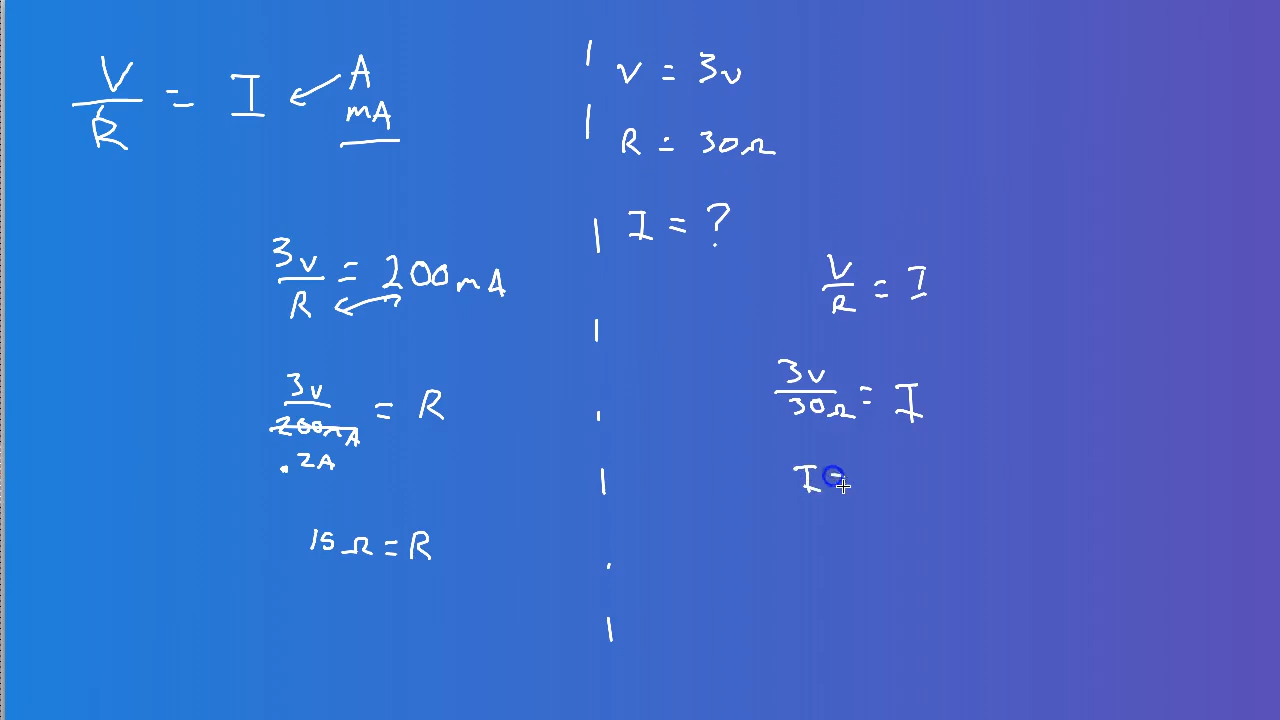 V/R = I ← A
mA
3v/R = 200mA
3v/200mA = R
.2A
15Ω = R
V = 3v
R = 30Ω
I = ?
V/R = I
3v/30Ω = I
I =